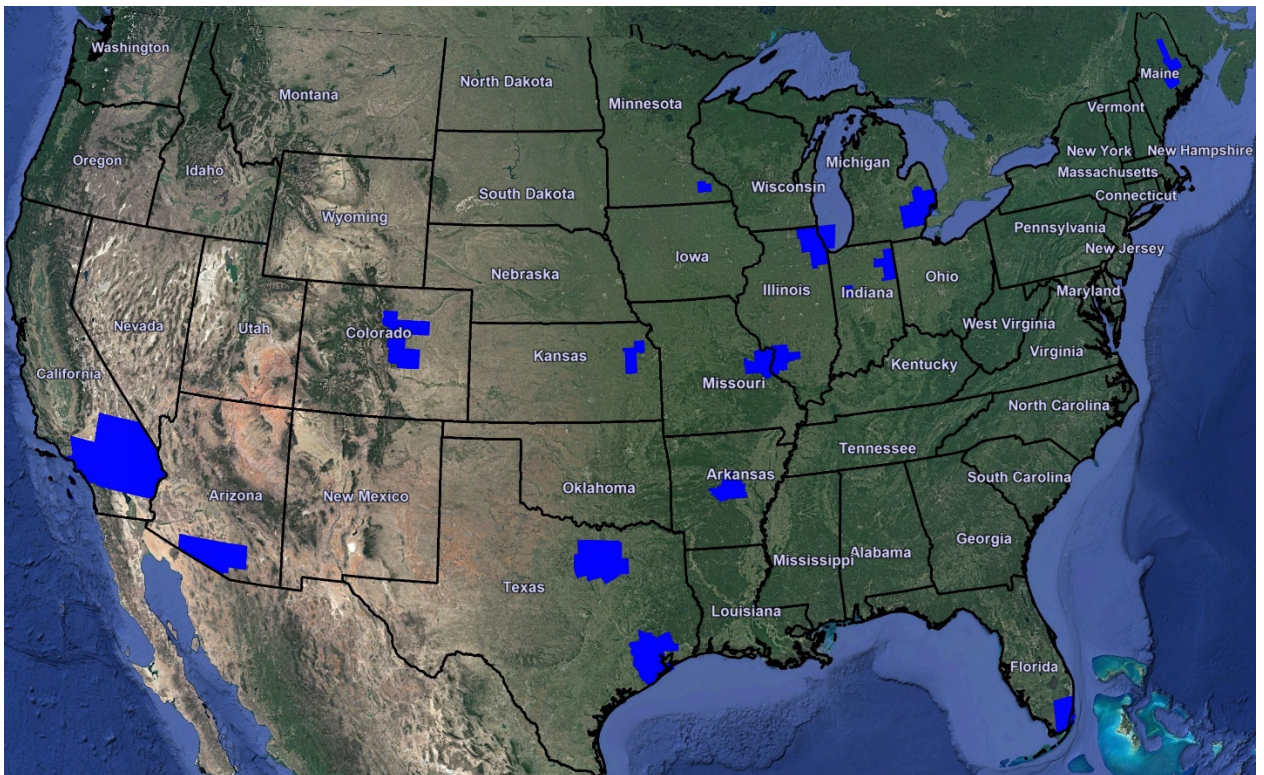 Washington
Montana
North Dakota
Minnesota
Maine
Vermont
Oregon
Idaho
South Dakota
Wisconsin
Michigan
New York
New Hampshire
Massachusetts
Connecticut
Wyoming
Pennsylvania
New Jersey
Nebraska
Iowa
Illinois
Indiana
Ohio
Maryland
Nevada
Utah
Colorado
Kansas
Missouri
Kentucky
West Virginia
Virginia
California
North Carolina
Tennessee
South Carolina
Arizona
New Mexico
Oklahoma
Arkansas
Texas
Mississippi
Alabama
Georgia
Louisiana
Florida